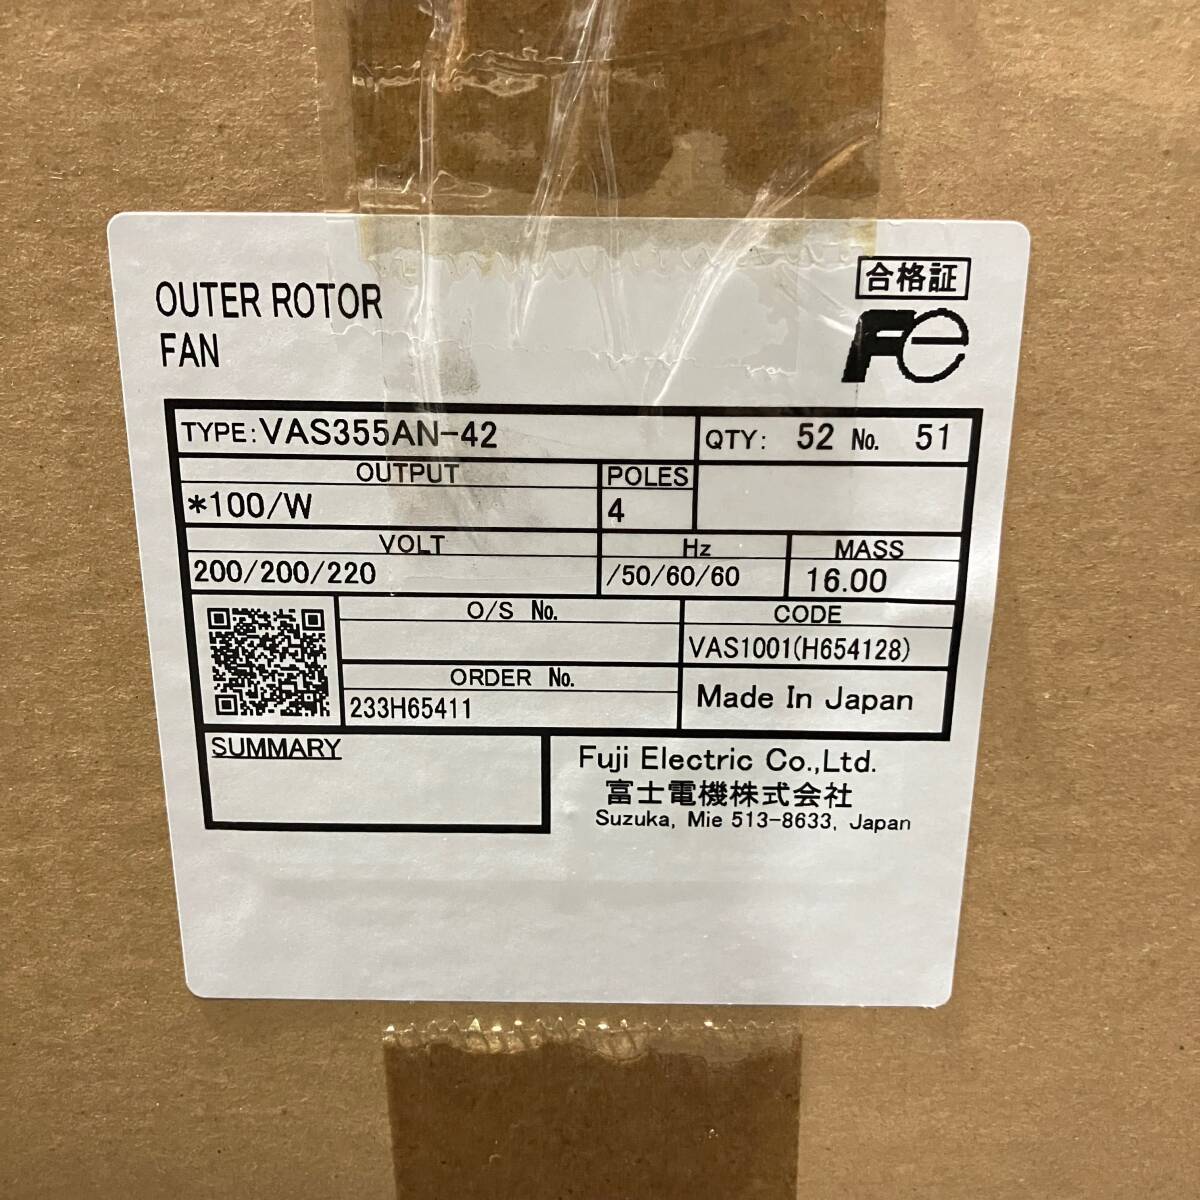 OUTER ROTOR
FAN
合格証
Fe
TYPE:VAS355AN-42
QTY: 52 No. 51
OUTPUT
POLES
*100/W
4
VOLT
Hz
MASS
200/200/220
/50/60/60
16.00
O/S No.
CODE
VAS1001(H654128)
ORDER No.
233H65411
Made In Japan
SUMMARY
Fuji Electric Co.,Ltd.
富士電機株式会社
Suzuka, Mie 513-8633, Japan